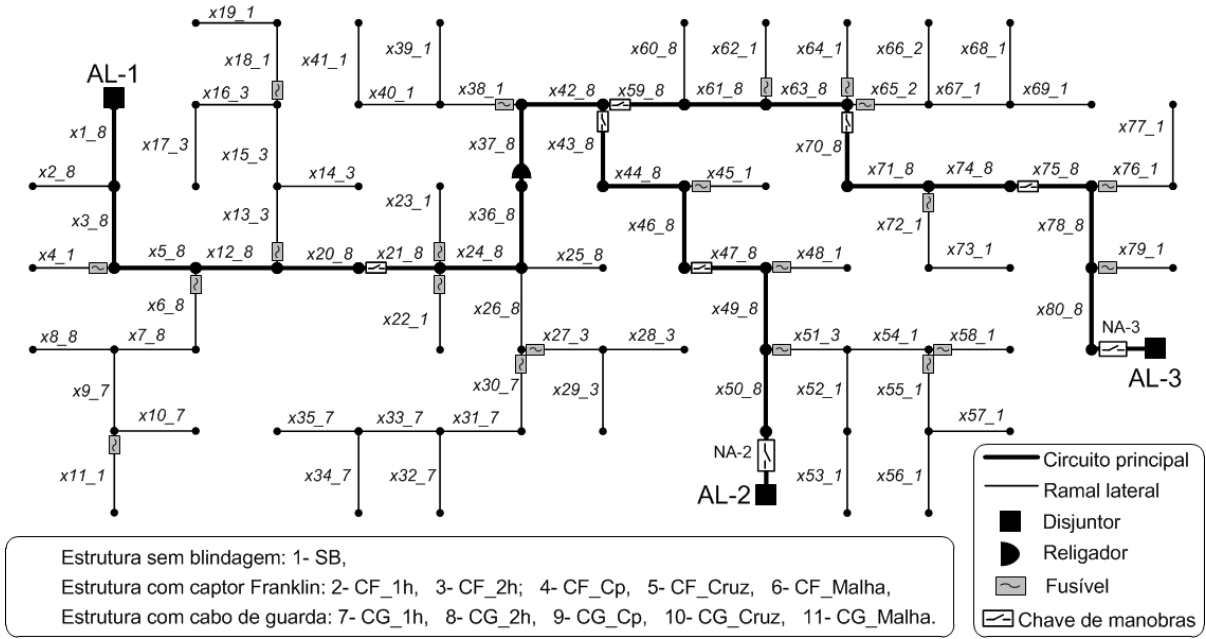 x19_1
x39_1
x60_8
x62_1
x64_1
x66_2
x68_1
x18_1
x41_1
AL-1
x16_3
x40_1
x38_1
x42_8
x59_8
x61_8
x63_8
x65_2
x67_1
x69_1
x1_8
x17_3
x15_3
x37_8
x43_8
x70_8
x77_1
x2_8
x14_3
x44_8
x45_1
x71_8
x74_8
x75_8
x76_1
x3_8
x13_3
x23_1
x36_8
x46_8
x72_1
x78_8
x4_1
x5_8
x12_8
x20_8
x21_8
x24_8
x25_8
x47_8
x48_1
x73_1
x79_1
x6_8
x22_1
x26_8
x49_8
x80_8
NA-3
x8_8
x7_8
x27_3
x28_3
x51_3
x54_1
x58_1
AL-3
x9_7
x30_7
x29_3
x50_8
x52_1
x55_1
x10_7
x35_7
x33_7
x31_7
x57_1
NA-2
x11_1
x34_7
x32_7
x53_1
x56_1
AL-2
Circuito principal
Ramal lateral
Disjuntor
Religador
Fusível
Chave de manobras
Estrutura sem blindagem: 1- SB,
Estrutura com captor Franklin: 2- CF_1h, 3- CF_2h; 4- CF_Cp, 5- CF_Cruz, 6- CF_Malha,
Estrutura com cabo de guarda: 7- CG_1h, 8- CG_2h, 9- CG_Cp, 10- CG_Cruz, 11- CG_Malha.